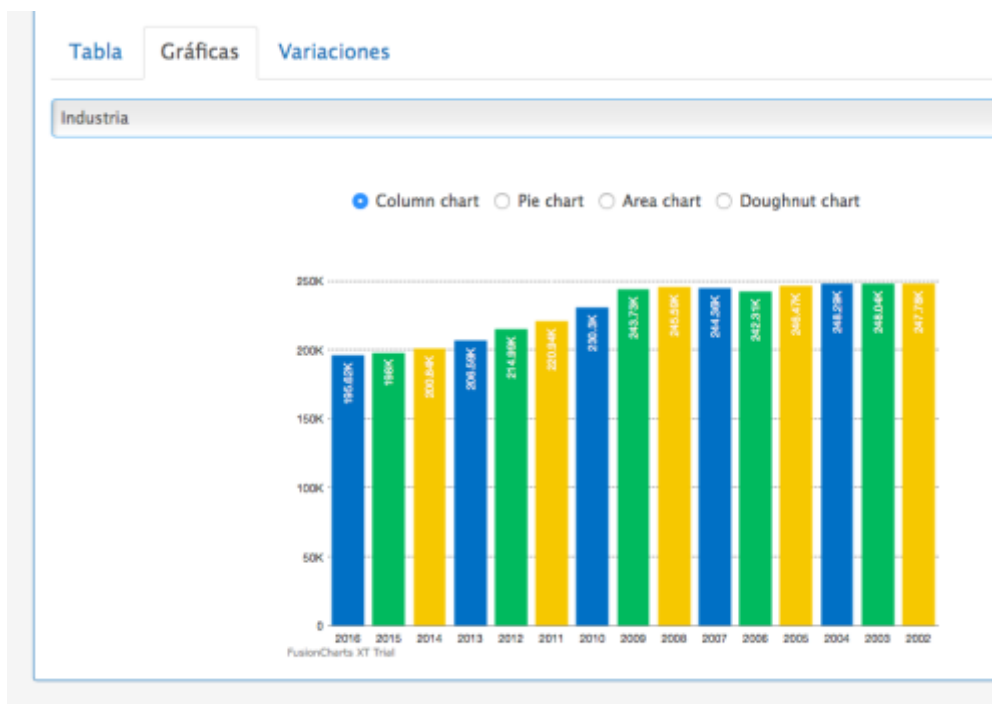 Tabla Gráficas Variaciones
Industria
Column chart Pie chart Area chart Doughnut chart
250K
200K
150K
100K
50K
0
195.62K 198K 200.84K 206.59K 214.99K 220.94K 230.3K 243.73K 245.59K 244.36K 242.31K 246.47K 248.29K 248.04K 247.78K
2016 2015 2014 2013 2012 2011 2010 2009 2008 2007 2006 2005 2004 2003 2002
FusionCharts XT Trial